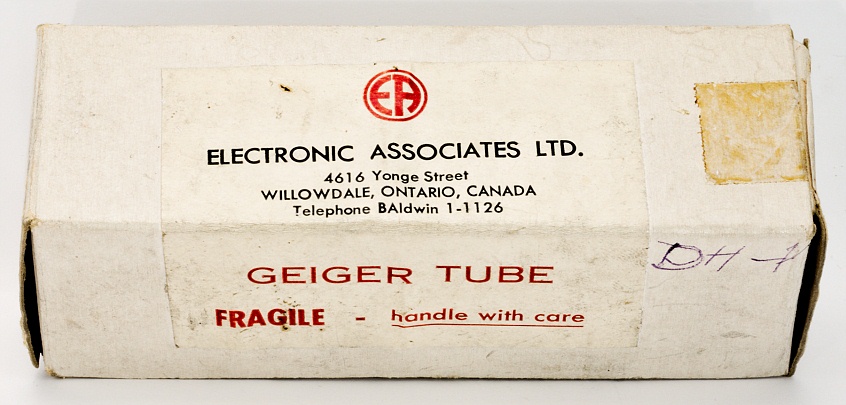 EA
ELECTRONIC ASSOCIATES LTD.
4616 Yonge Street
WILLOWDALE, ONTARIO, CANADA
Telephone BAldwin 1-1126
GEIGER TUBE
FRAGILE - handle with care